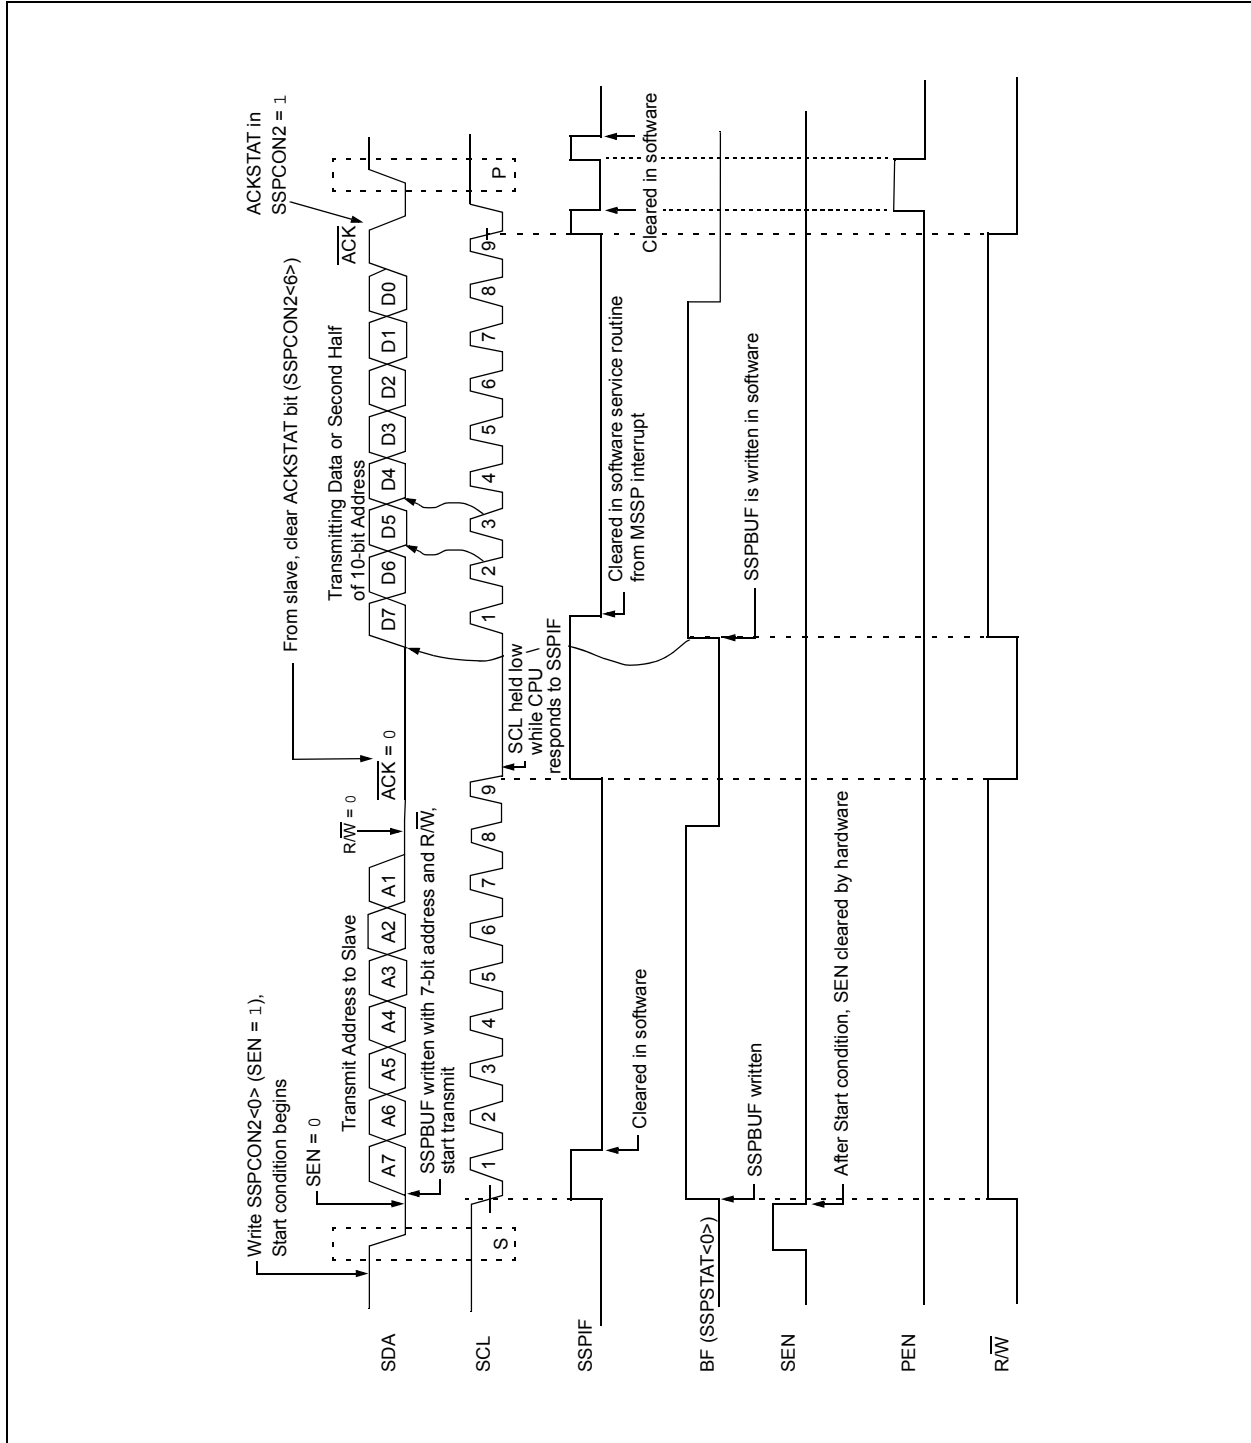 Write SSPCON2<0> (SEN = 1),
Start condition begins
SEN = 0
Transmit Address to Slave
R/W = 0
From slave, clear ACKSTAT bit (SSPCON2<6>)
ACK = 0
Transmitting Data or Second Half
of 10-bit Address
ACKSTAT in
SSPCON2 = 1
ACK
SDA
A7 A6 A5 A4 A3 A2 A1
D7 D6 D5 D4 D3 D2 D1 D0
SSPBUF written with 7-bit address and R/W,
start transmit
SCL
S
1 2 3 4 5 6 7 8 9
1 2 3 4 5 6 7 8 9
P
SCL held low
while CPU
responds to SSPIF
SSPIF
Cleared in software
Cleared in software service routine
from MSSP interrupt
Cleared in software
BF (SSPSTAT<0>)
SSPBUF written
SSPBUF is written in software
SEN
After Start condition, SEN cleared by hardware
PEN
R/W